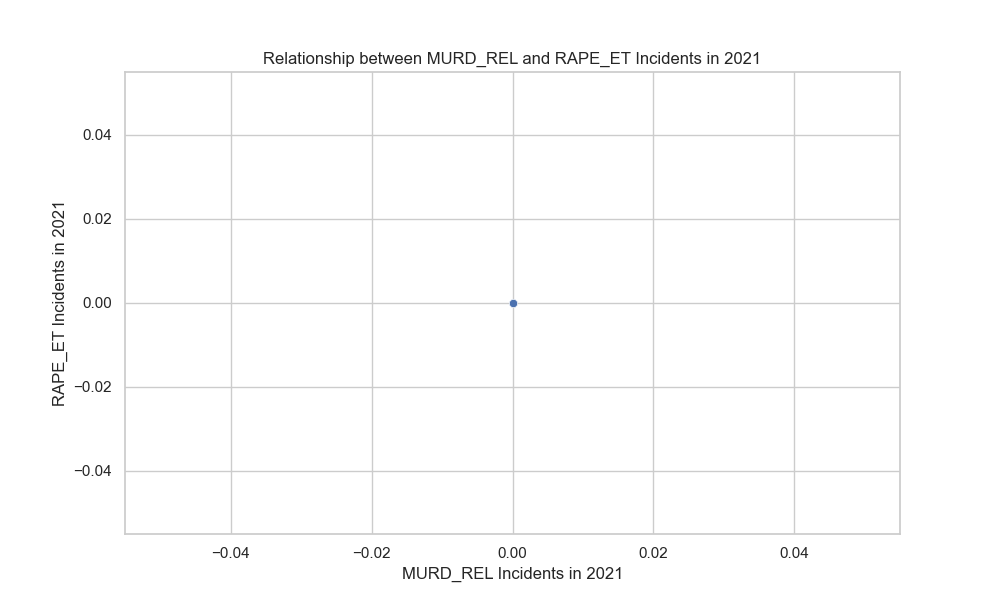 Relationship between MURD_REL and RAPE_ET Incidents in 2021
RAPE_ET Incidents in 2021
0.04
0.02
0.00
−0.02
−0.04
−0.04 −0.02 0.00 0.02 0.04
MURD_REL Incidents in 2021